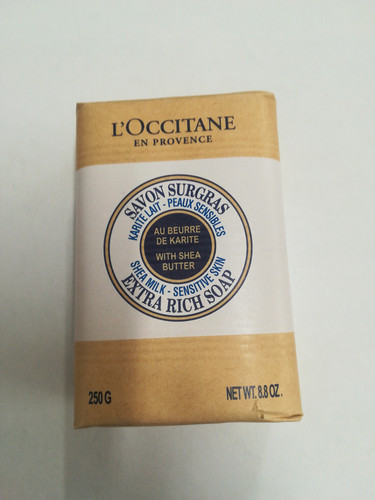 L'OCCITANE
EN PROVENCE
SAVON SURGRAS
KARITE LAIT - PEAUX SENSIBLES
AU BEURRE
DE KARITE
WITH SHEA
BUTTER
SHEA MILK - SENSITIVE SKIN
EXTRA RICH SOAP
250 G
NET WT. 8.8 OZ.